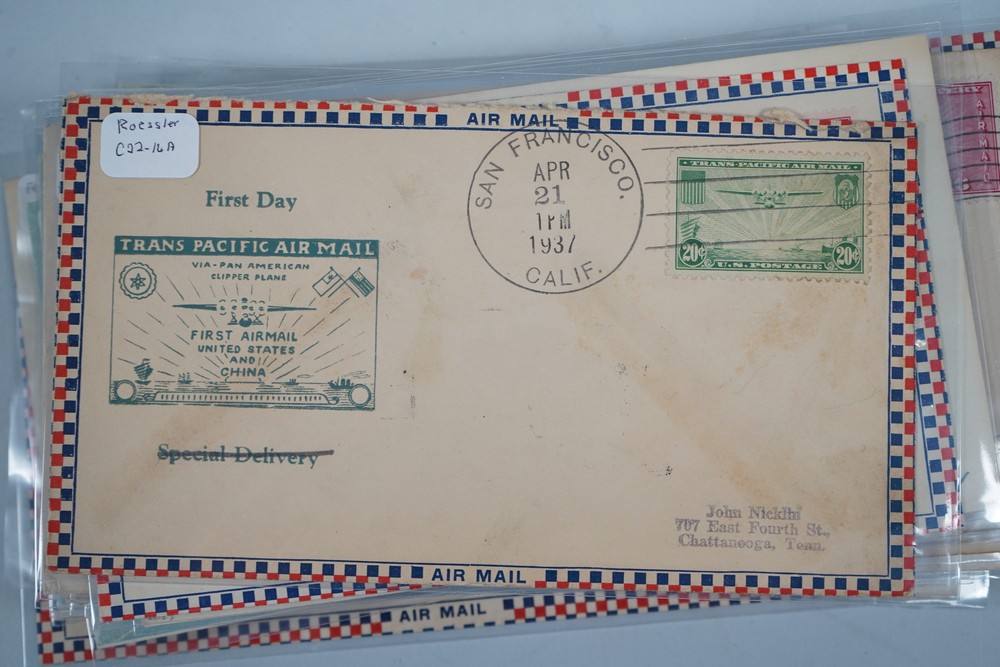 AIR MAIL
Roessler
C22-16A
First Day
TRANS PACIFIC AIR MAIL
VIA-PAN AMERICAN
CLIPPER PLANE
FIRST AIRMAIL
UNITED STATES
AND
CHINA
Special Delivery
SAN FRANCISCO.
APR
21
1PM
1937
CALIF.
TRANS-PACIFIC AIR MAIL
20¢ 20¢
U.S. POSTAGE
John Nicklin
707 East Fourth St.,
Chattanooga, Tenn.
AIR MAIL
AIR MAIL